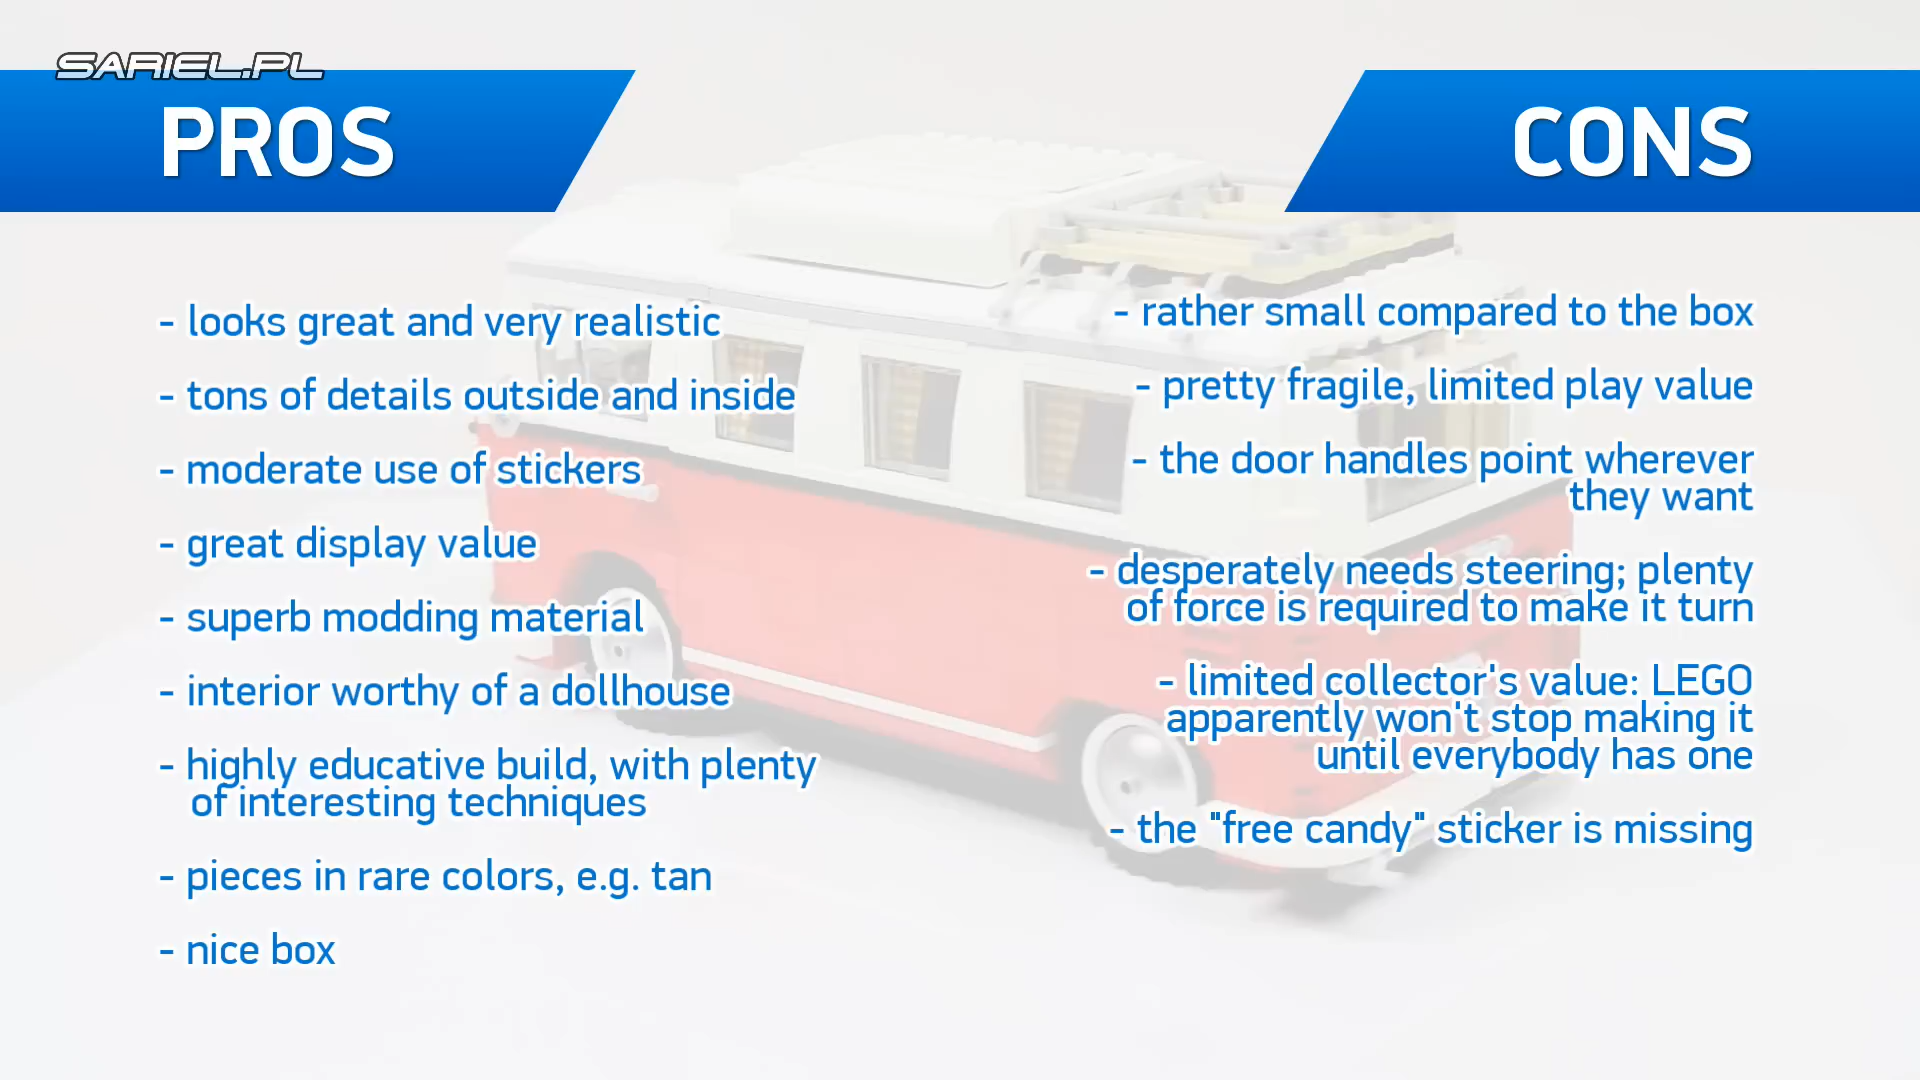 SARIEL.PL
PROS
- looks great and very realistic
- tons of details outside and inside
- moderate use of stickers
- great display value
- superb modding material
- interior worthy of a dollhouse
- highly educative build, with plenty
of interesting techniques
- pieces in rare colors, e.g. tan
- nice box
CONS
- rather small compared to the box
- pretty fragile, limited play value
- the door handles point wherever
they want
- desperately needs steering; plenty
of force is required to make it turn
- limited collector's value: LEGO
apparently won't stop making it
until everybody has one
- the "free candy" sticker is missing